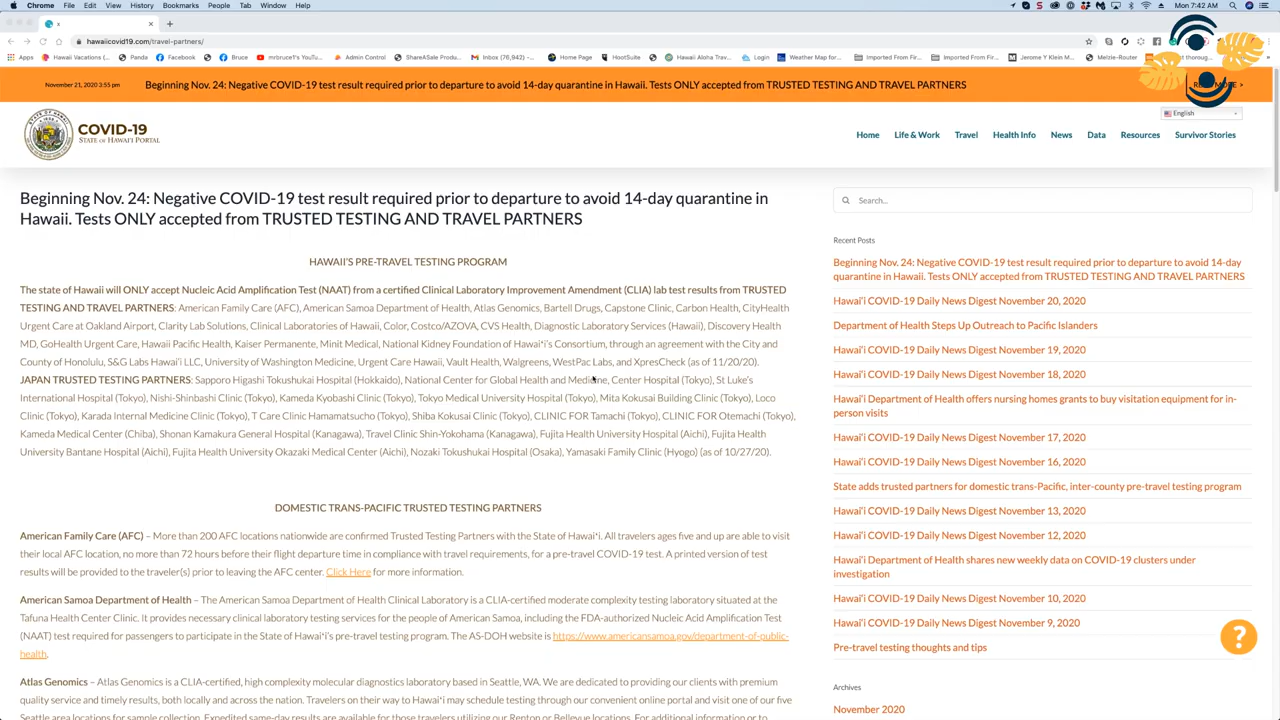 Chrome File Edit View History Bookmarks People Tab Window Help
Mon 7:42 AM
x
hawaiicovid19.com/travel-partners/
Apps Hawaii Vacations ( Panda Facebook Bruce mrbruce's YouT... Admin Control ShareASale Produ... Inbox (76,942) - Home Page HootSuite Hawaii Aloha Trav... Login Weather Map for... Imported From Fir... Imported From Fir... Jerome Y Klein M... Melzie-Router
November 21, 2020 3:55 pm
Beginning Nov. 24: Negative COVID-19 test result required prior to departure to avoid 14-day quarantine in Hawaii. Tests ONLY accepted from TRUSTED TESTING AND TRAVEL PARTNERS
English
COVID-19
STATE OF HAWAI'I PORTAL
Home Life & Work Travel Health Info News Data Resources Survivor Stories
Beginning Nov. 24: Negative COVID-19 test result required prior to departure to avoid 14-day quarantine in
Hawaii. Tests ONLY accepted from TRUSTED TESTING AND TRAVEL PARTNERS
HAWAII'S PRE-TRAVEL TESTING PROGRAM
The state of Hawaii will ONLY accept Nucleic Acid Amplification Test (NAAT) from a certified Clinical Laboratory Improvement Amendment (CLIA) lab test results from TRUSTED
TESTING AND TRAVEL PARTNERS: American Family Care (AFC), American Samoa Department of Health, Atlas Genomics, Bartell Drugs, Capstone Clinic, Carbon Health, CityHealth
Urgent Care at Oakland Airport, Clarity Lab Solutions, Clinical Laboratories of Hawaii, Color, Costco/AZOVA, CVS Health, Diagnostic Laboratory Services (Hawaii), Discovery Health
MD, GoHealth Urgent Care, Hawaii Pacific Health, Kaiser Permanente, Minit Medical, National Kidney Foundation of Hawai'i's Consortium, through an agreement with the City and
County of Honolulu, S&G Labs Hawai'i LLC, University of Washington Medicine, Urgent Care Hawaii, Vault Health, Walgreens, WestPac Labs, and XpresCheck (as of 11/20/20).
JAPAN TRUSTED TESTING PARTNERS: Sapporo Higashi Tokushukai Hospital (Hokkaido), National Center for Global Health and Medicine, Center Hospital (Tokyo), St Luke's
International Hospital (Tokyo), Nishi-Shinbashi Clinic (Tokyo), Kameda Kyobashi Clinic (Tokyo), Tokyo Medical University Hospital (Tokyo), Mita Kokusai Building Clinic (Tokyo), Loco
Clinic (Tokyo), Karada Internal Medicine Clinic (Tokyo), T Care Clinic Hamamatsucho (Tokyo), Shiba Kokusai Clinic (Tokyo), CLINIC FOR Tamachi (Tokyo), CLINIC FOR Otemachi (Tokyo),
Kameda Medical Center (Chiba), Shonan Kamakura General Hospital (Kanagawa), Travel Clinic Shin-Yokohama (Kanagawa), Fujita Health University Hospital (Aichi), Fujita Health
University Bantane Hospital (Aichi), Fujita Health University Okazaki Medical Center (Aichi), Nozaki Tokushukai Hospital (Osaka), Yamasaki Family Clinic (Hyogo) (as of 10/27/20).
DOMESTIC TRANS-PACIFIC TRUSTED TESTING PARTNERS
American Family Care (AFC) – More than 200 AFC locations nationwide are confirmed Trusted Testing Partners with the State of Hawai'i. All travelers ages five and up are able to visit
their local AFC location, no more than 72 hours before their flight departure time in compliance with travel requirements, for a pre-travel COVID-19 test. A printed version of test
results will be provided to the traveler(s) prior to leaving the AFC center. Click Here for more information.
American Samoa Department of Health – The American Samoa Department of Health Clinical Laboratory is a CLIA-certified moderate complexity testing laboratory situated at the
Tafuna Health Center Clinic. It provides necessary clinical laboratory testing services for the people of American Samoa, including the FDA-authorized Nucleic Acid Amplification Test
(NAAT) test required for passengers to participate in the State of Hawai'i's pre-travel testing program. The AS-DOH website is https://www.americansamoa.gov/department-of-public-
health.
Atlas Genomics – Atlas Genomics is a CLIA-certified, high complexity molecular diagnostics laboratory based in Seattle, WA. We are dedicated to providing our clients with premium
quality service and timely results, both locally and across the nation. Travelers on their way to Hawai'i may schedule testing through our convenient online portal and visit one of our five
Seattle area locations for sample collection. Expedited same-day results are available for those travelers utilizing our Renton or Bellevue locations. For additional information or to
Search...
Recent Posts
Beginning Nov. 24: Negative COVID-19 test result required prior to departure to avoid 14-day
quarantine in Hawaii. Tests ONLY accepted from TRUSTED TESTING AND TRAVEL PARTNERS
Hawai'i COVID-19 Daily News Digest November 20, 2020
Department of Health Steps Up Outreach to Pacific Islanders
Hawai'i COVID-19 Daily News Digest November 19, 2020
Hawai'i COVID-19 Daily News Digest November 18, 2020
Hawai'i Department of Health offers nursing homes grants to buy visitation equipment for in-
person visits
Hawai'i COVID-19 Daily News Digest November 17, 2020
Hawai'i COVID-19 Daily News Digest November 16, 2020
State adds trusted partners for domestic trans-Pacific, inter-county pre-travel testing program
Hawai'i COVID-19 Daily News Digest November 13, 2020
Hawai'i COVID-19 Daily News Digest November 12, 2020
Hawai'i Department of Health shares new weekly data on COVID-19 clusters under
investigation
Hawai'i COVID-19 Daily News Digest November 10, 2020
Hawai'i COVID-19 Daily News Digest November 9, 2020
Pre-travel testing thoughts and tips
?
Archives
November 2020